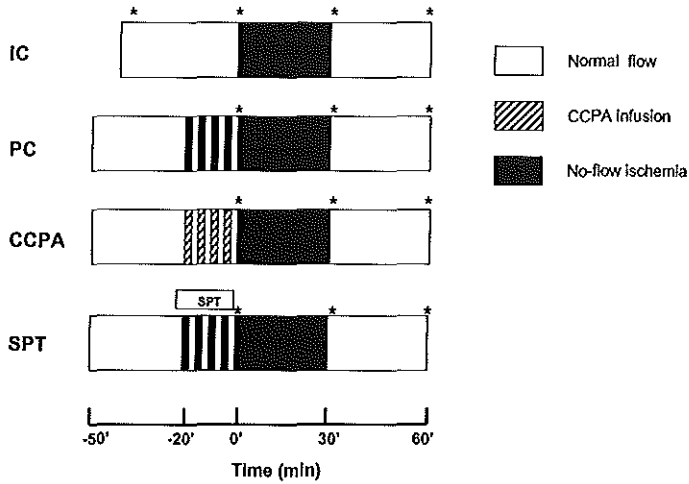 * * * *
IC
Normal flow
* * *
PC
CCPA infusion
No-flow ischemia
* * *
CCPA
SPT
* * *
SPT
-50' -20' 0' 30' 60'
Time (min)